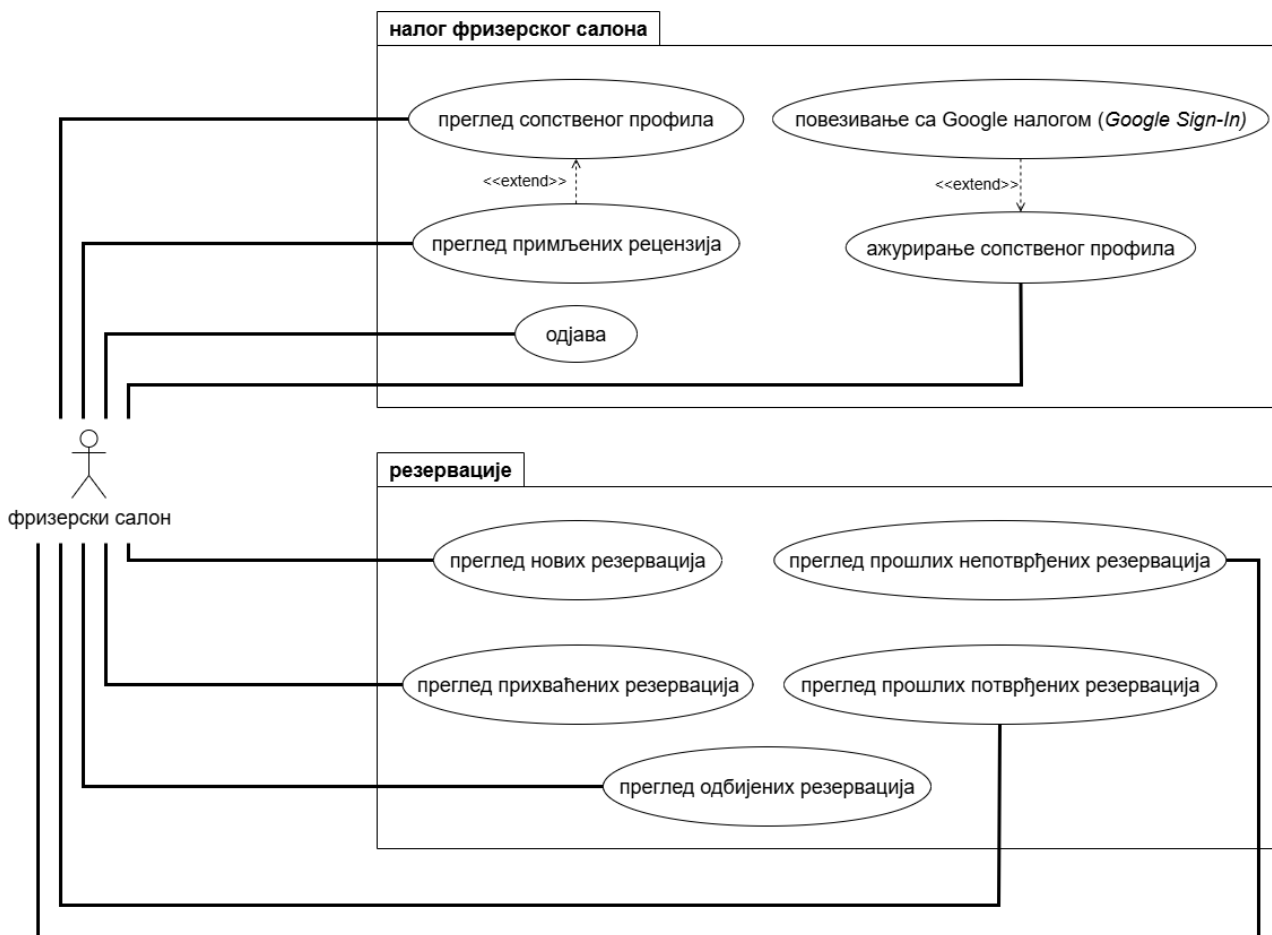 налог фризерског салона
преглед сопственог профила
повезивање са Google налогом (Google Sign-In)
<<extend>>
<<extend>>
преглед примљених рецензија
ажурирање сопственог профила
одјава
фризерски салон
резервације
преглед нових резервација
преглед прошлих непотврђених резервација
преглед прихваћених резервација
преглед прошлих потврђених резервација
преглед одбијених резервација